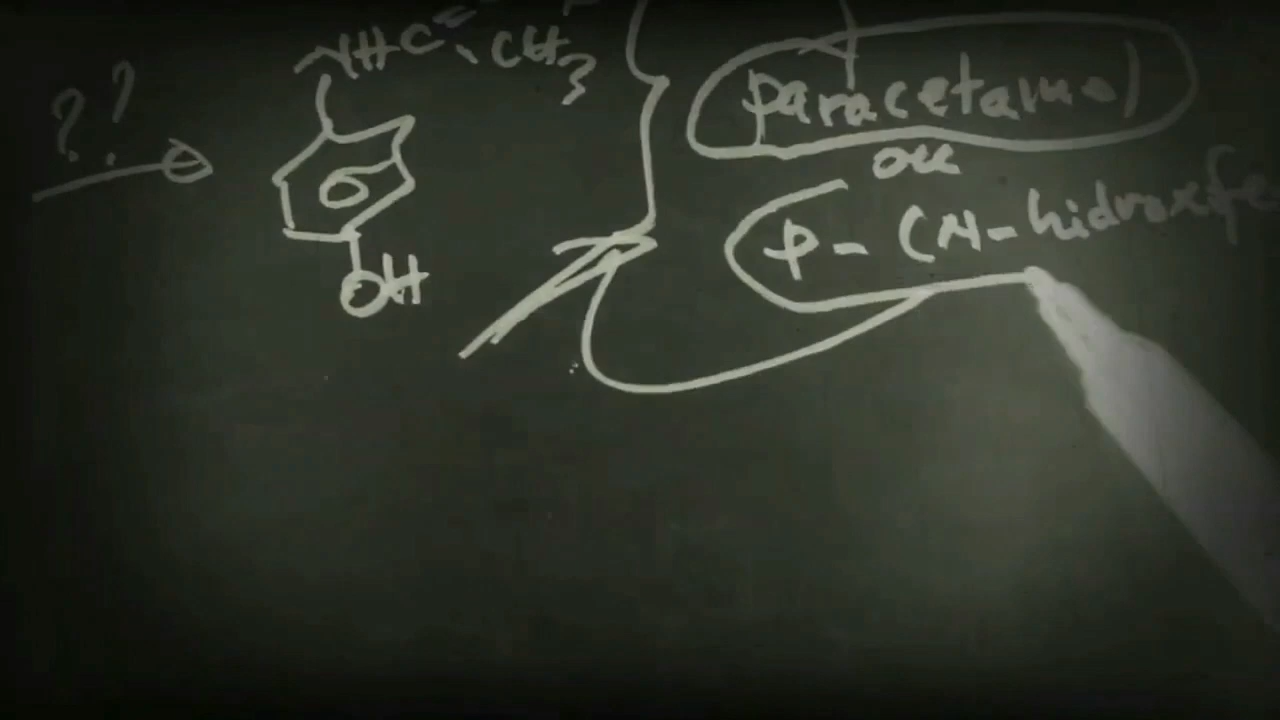 NHC
CH3
??
OH
paracetamol
ou
p-(N-hidroxife